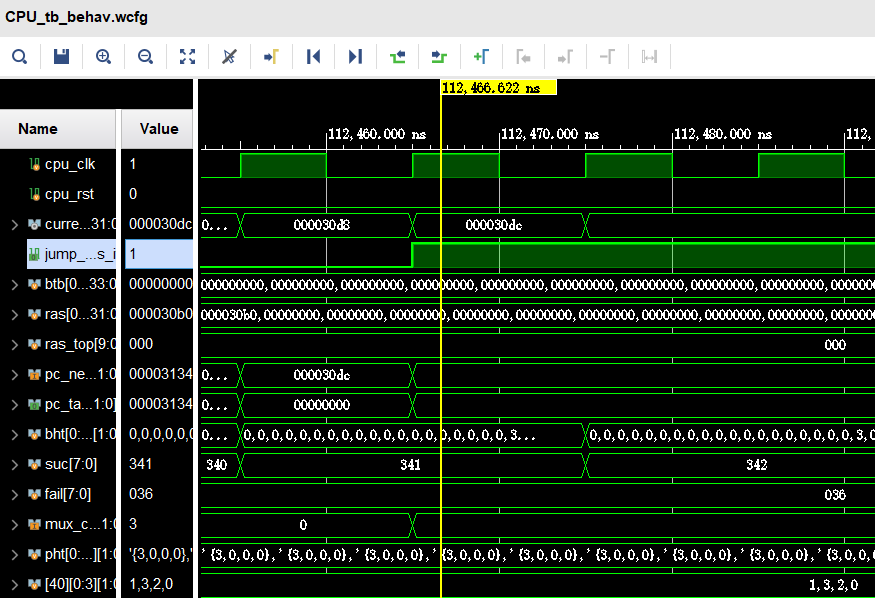 CPU_tb_behav.wcfg
112,466.622 ns
Name Value 112,460.000 ns 112,470.000 ns 112,480.000 ns 112,
cpu_clk 1
cpu_rst 0
curre...31:0 000030dc 0... 000030d8 000030dc
jump_...s_i 1
btb[0...33:0 00000000 000000000,000000000,000000000,000000000,000000000,000000000,000000000,000000000,000000000,00000
ras[0...31:0 000030b0 000030b0,00000000,00000000,00000000,00000000,00000000,00000000,00000000,00000000,00000000,000000
ras_top[9:0 000 000
pc_ne...1:0 00003134 0... 000030dc
pc_ta...1:0] 00003134 0... 00000000
bht[0:...[1:0 0,0,0,0,0,0 0... 0,0,0,0,0,0,0,0,0,0,0,0,0,0,0,0,0,0,0,3... 0,0,0,0,0,0,0,0,0,0,0,0,0,0,0,0,0,0,0,3,0
suc[7:0] 341 340 341 342
fail[7:0] 036 036
mux_c...1:0 3 0
pht[0:...][1:0 '{3,0,0,0},' '{3,0,0,0},'{3,0,0,0},'{3,0,0,0},'{3,0,0,0},'{3,0,0,0},'{3,0,0,0},'{3,0,0,0},'{3,0,0,0},'{3,0,0
[40][0:3][1:0 1,3,2,0 1,3,2,0